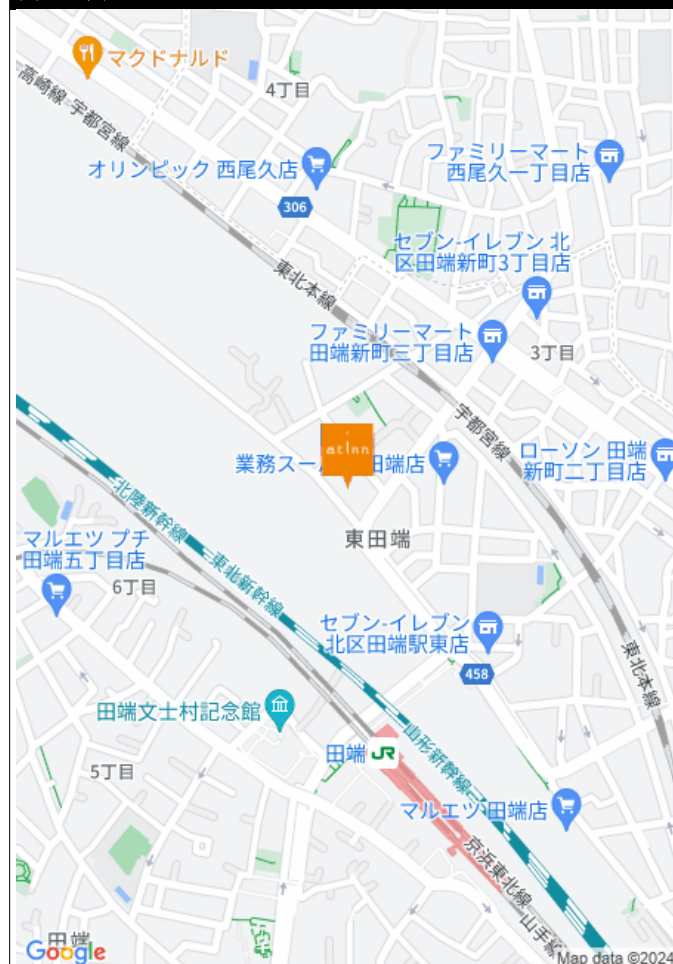 マクドナルド
4丁目
高崎線
宇都宮線
オリンピック 西尾久店
ファミリーマート
西尾久一丁目店
306
セブン-イレブン 北
区田端新町3丁目店
東北本線
ファミリーマート
田端新町三丁目店
3丁目
宇都宮線
atinn
業務スー
田端店
ローソン 田端
新町二丁目店
北陸新幹線
東田端
マルエツ プチ
田端五丁目店
6丁目
東北新幹線
セブン-イレブン
北区田端駅東店
458
東北本線
田端文士村記念館
田端
JR
山形新幹線
5丁目
マルエツ 田端店
京浜東北線
山手線
田端
Google
Map data ©2024